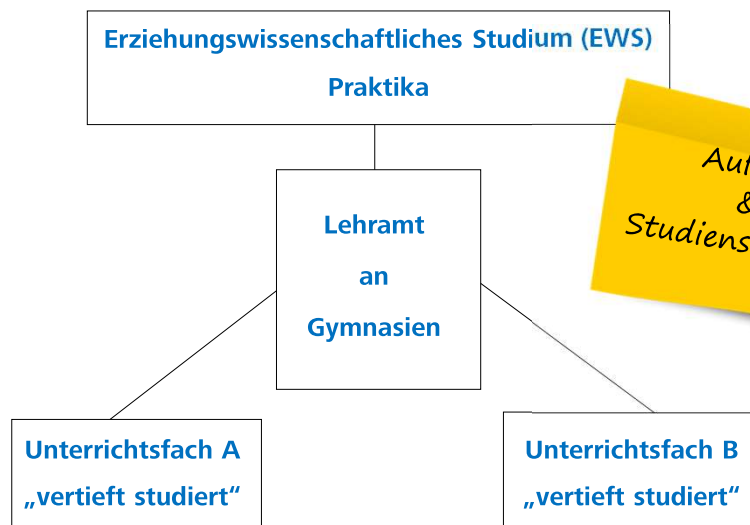 Erziehungswissenschaftliches Studium (EWS)
Praktika
&
Lehramt
an
Gymnasien
Unterrichtsfach A
„vertieft studiert“
Unterrichtsfach B
„vertieft studiert“